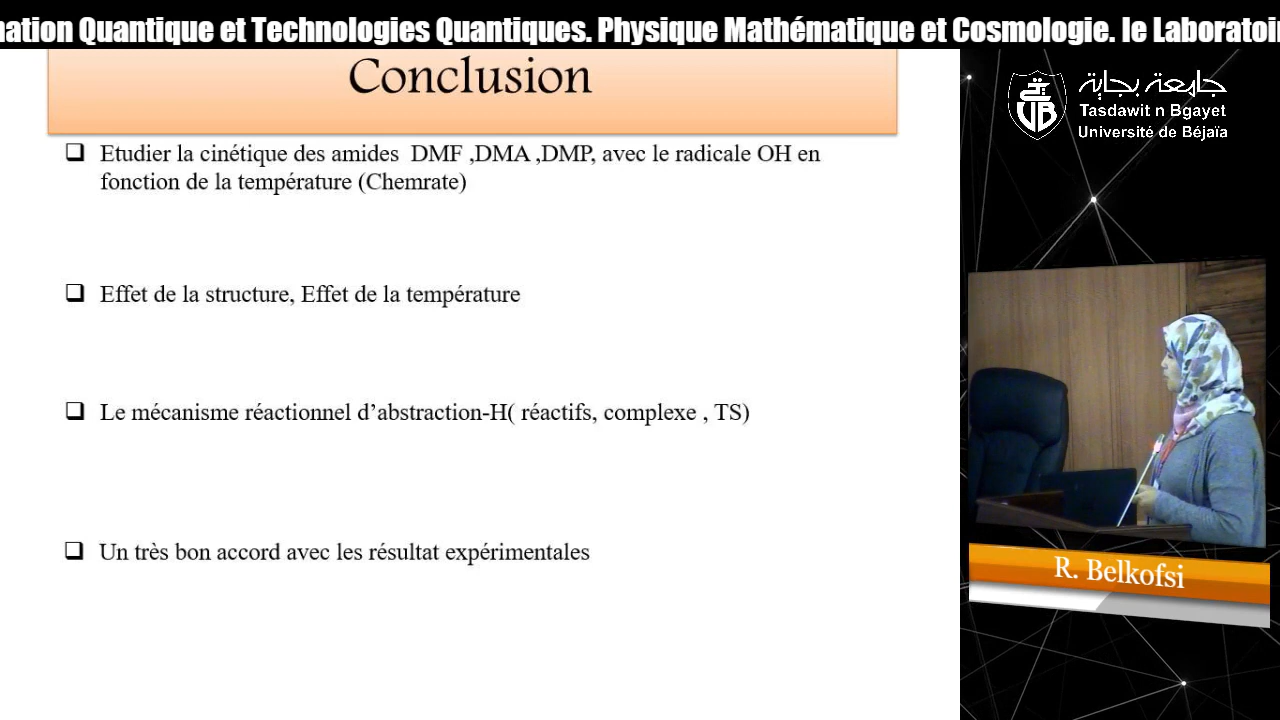 nation Quantique et Technologies Quantiques. Physique Mathématique et Cosmologie. le Laboratoi
Conclusion
❑ Etudier la cinétique des amides DMF ,DMA ,DMP, avec le radicale OH en
fonction de la température (Chemrate)
❑ Effet de la structure, Effet de la température
❑ Le mécanisme réactionnel d’abstraction-H( réactifs, complexe , TS)
❑ Un très bon accord avec les résultat expérimentales
جامعة بجاية
Tasdawit n Bgayet
Université de Béjaïa
UB
R. Belkofsi